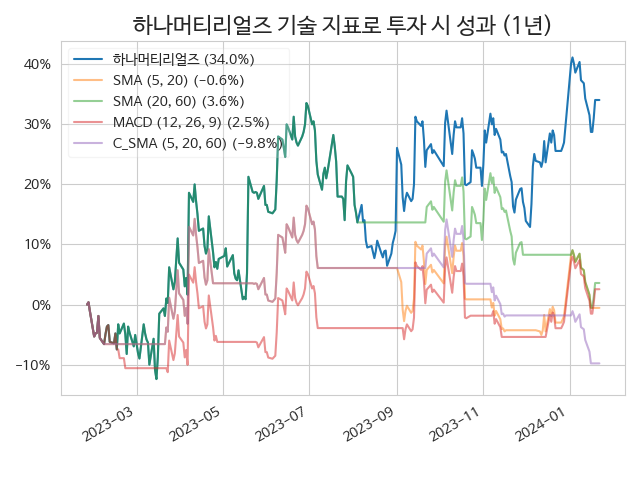 하나머티리얼즈 기술 지표로 투자 시 성과 (1년)
하나머티리얼즈 (34.0%)
SMA (5, 20) (−0.6%)
SMA (20, 60) (3.6%)
MACD (12, 26, 9) (2.5%)
C_SMA (5, 20, 60) (−9.8%)
40%
30%
20%
10%
0%
−10%
2023-03
2023-05
2023-07
2023-09
2023-11
2024-01